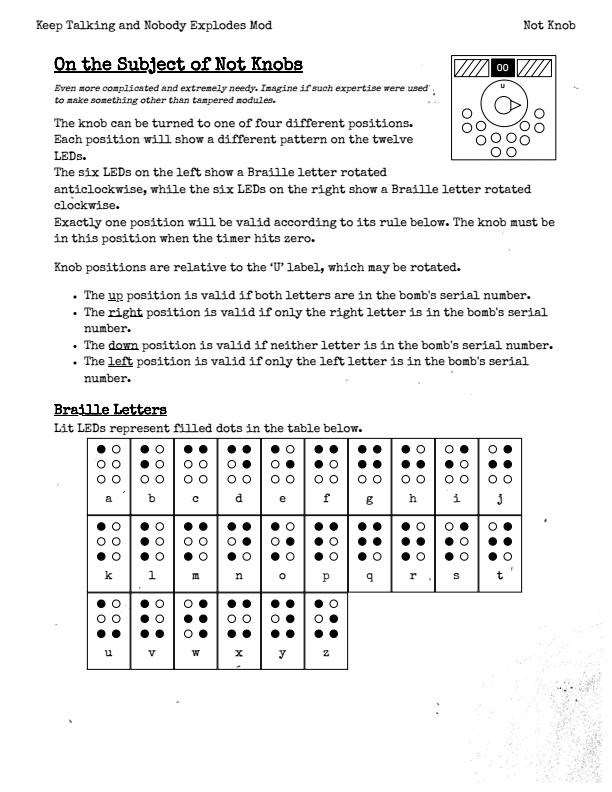 Keep Talking and Nobody Explodes Mod
Not Knob
On the Subject of Not Knobs
Even more complicated and extremely needy. Imagine if such expertise were used
to make something other than tampered modules.
00
U
The knob can be turned to one of four different positions.
Each position will show a different pattern on the twelve
LEDs.
The six LEDs on the left show a Braille letter rotated
anticlockwise, while the six LEDs on the right show a Braille letter rotated
clockwise.
Exactly one position will be valid according to its rule below. The knob must be
in this position when the timer hits zero.
Knob positions are relative to the ‘U’ label, which may be rotated.
• The up position is valid if both letters are in the bomb's serial number.
• The right position is valid if only the right letter is in the bomb's serial
number.
• The down position is valid if neither letter is in the bomb's serial number.
• The left position is valid if only the left letter is in the bomb's serial
number.
Braille Letters
Lit LEDs represent filled dots in the table below.
a b c d e f g h i j
k l m n o p q r s t
u v w x y z